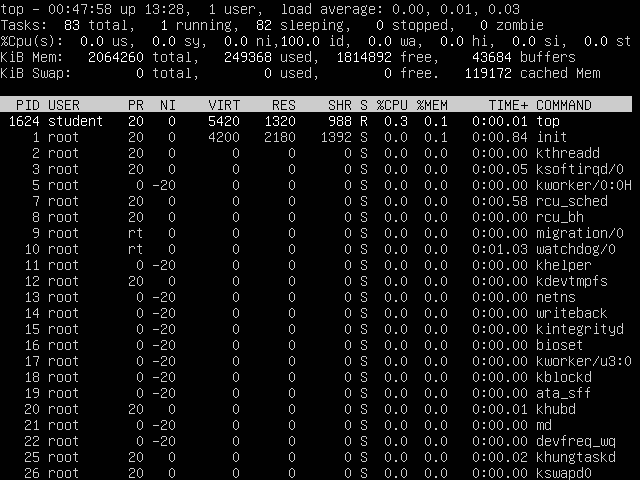 top - 00:47:58 up 13:28,  1 user,  load average: 0.00, 0.01, 0.03
Tasks:  83 total,   1 running,  82 sleeping,   0 stopped,   0 zombie
%Cpu(s):  0.0 us,  0.0 sy,  0.0 ni,100.0 id,  0.0 wa,  0.0 hi,  0.0 si,  0.0 st
KiB Mem:   2064260 total,   249368 used,  1814892 free,    43684 buffers
KiB Swap:        0 total,        0 used,        0 free.   119172 cached Mem
PID USER      PR  NI    VIRT    RES    SHR S %CPU %MEM     TIME+ COMMAND
1624 student   20   0    5420   1320    988 R  0.3  0.1   0:00.01 top
1 root      20   0    4200   2180   1392 S  0.0  0.1   0:00.84 init
2 root      20   0       0      0      0 S  0.0  0.0   0:00.00 kthreadd
3 root      20   0       0      0      0 S  0.0  0.0   0:00.05 ksoftirqd/0
5 root       0 -20       0      0      0 S  0.0  0.0   0:00.00 kworker/0:0H
7 root      20   0       0      0      0 S  0.0  0.0   0:00.58 rcu_sched
8 root      20   0       0      0      0 S  0.0  0.0   0:00.00 rcu_bh
9 root      rt   0       0      0      0 S  0.0  0.0   0:00.00 migration/0
10 root      rt   0       0      0      0 S  0.0  0.0   0:01.03 watchdog/0
11 root       0 -20       0      0      0 S  0.0  0.0   0:00.00 khelper
12 root      20   0       0      0      0 S  0.0  0.0   0:00.00 kdevtmpfs
13 root       0 -20       0      0      0 S  0.0  0.0   0:00.00 netns
14 root       0 -20       0      0      0 S  0.0  0.0   0:00.00 writeback
15 root       0 -20       0      0      0 S  0.0  0.0   0:00.00 kintegrityd
16 root       0 -20       0      0      0 S  0.0  0.0   0:00.00 bioset
17 root       0 -20       0      0      0 S  0.0  0.0   0:00.00 kworker/u3:0
18 root       0 -20       0      0      0 S  0.0  0.0   0:00.00 kblockd
19 root       0 -20       0      0      0 S  0.0  0.0   0:00.00 ata_sff
20 root      20   0       0      0      0 S  0.0  0.0   0:00.01 khubd
21 root       0 -20       0      0      0 S  0.0  0.0   0:00.00 md
22 root       0 -20       0      0      0 S  0.0  0.0   0:00.00 devfreq_wq
25 root      20   0       0      0      0 S  0.0  0.0   0:00.02 khungtaskd
26 root      20   0       0      0      0 S  0.0  0.0   0:00.00 kswapd0